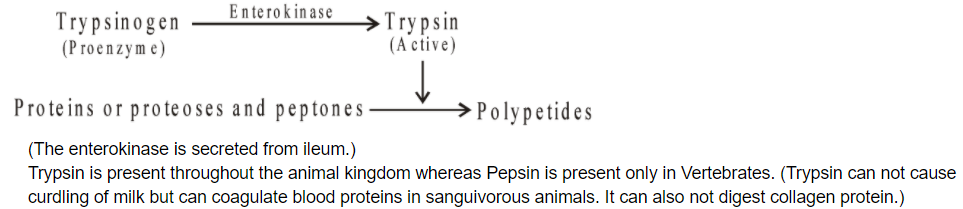 Enterokinase
Trypsinogen Trypsin
(Proenzyme) (Active)
Proteins or proteoses and peptones Polypetides
(The enterokinase is secreted from ileum.)
Trypsin is present throughout the animal kingdom whereas Pepsin is present only in Vertebrates. (Trypsin can not cause
curdling of milk but can coagulate blood proteins in sanguivorous animals. It can also not digest collagen protein.)